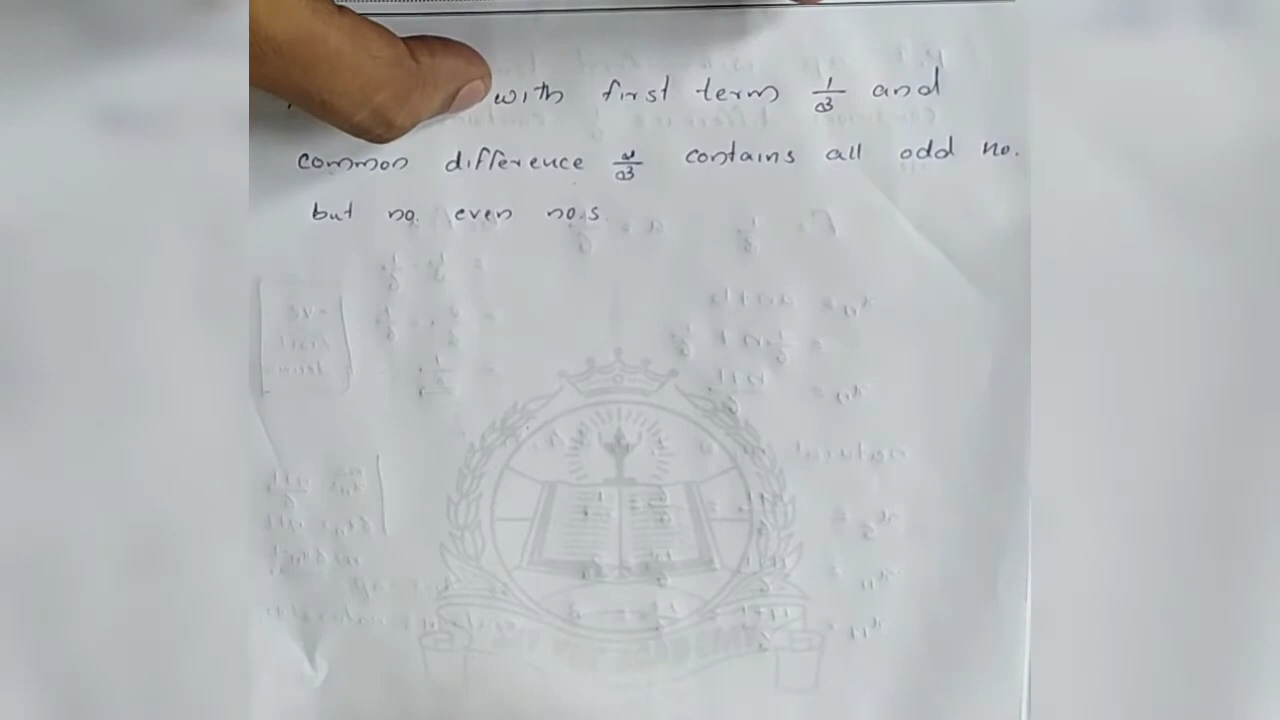 with first term 1/3 and
common difference 2/3 contains all odd no.
but no. even no.s